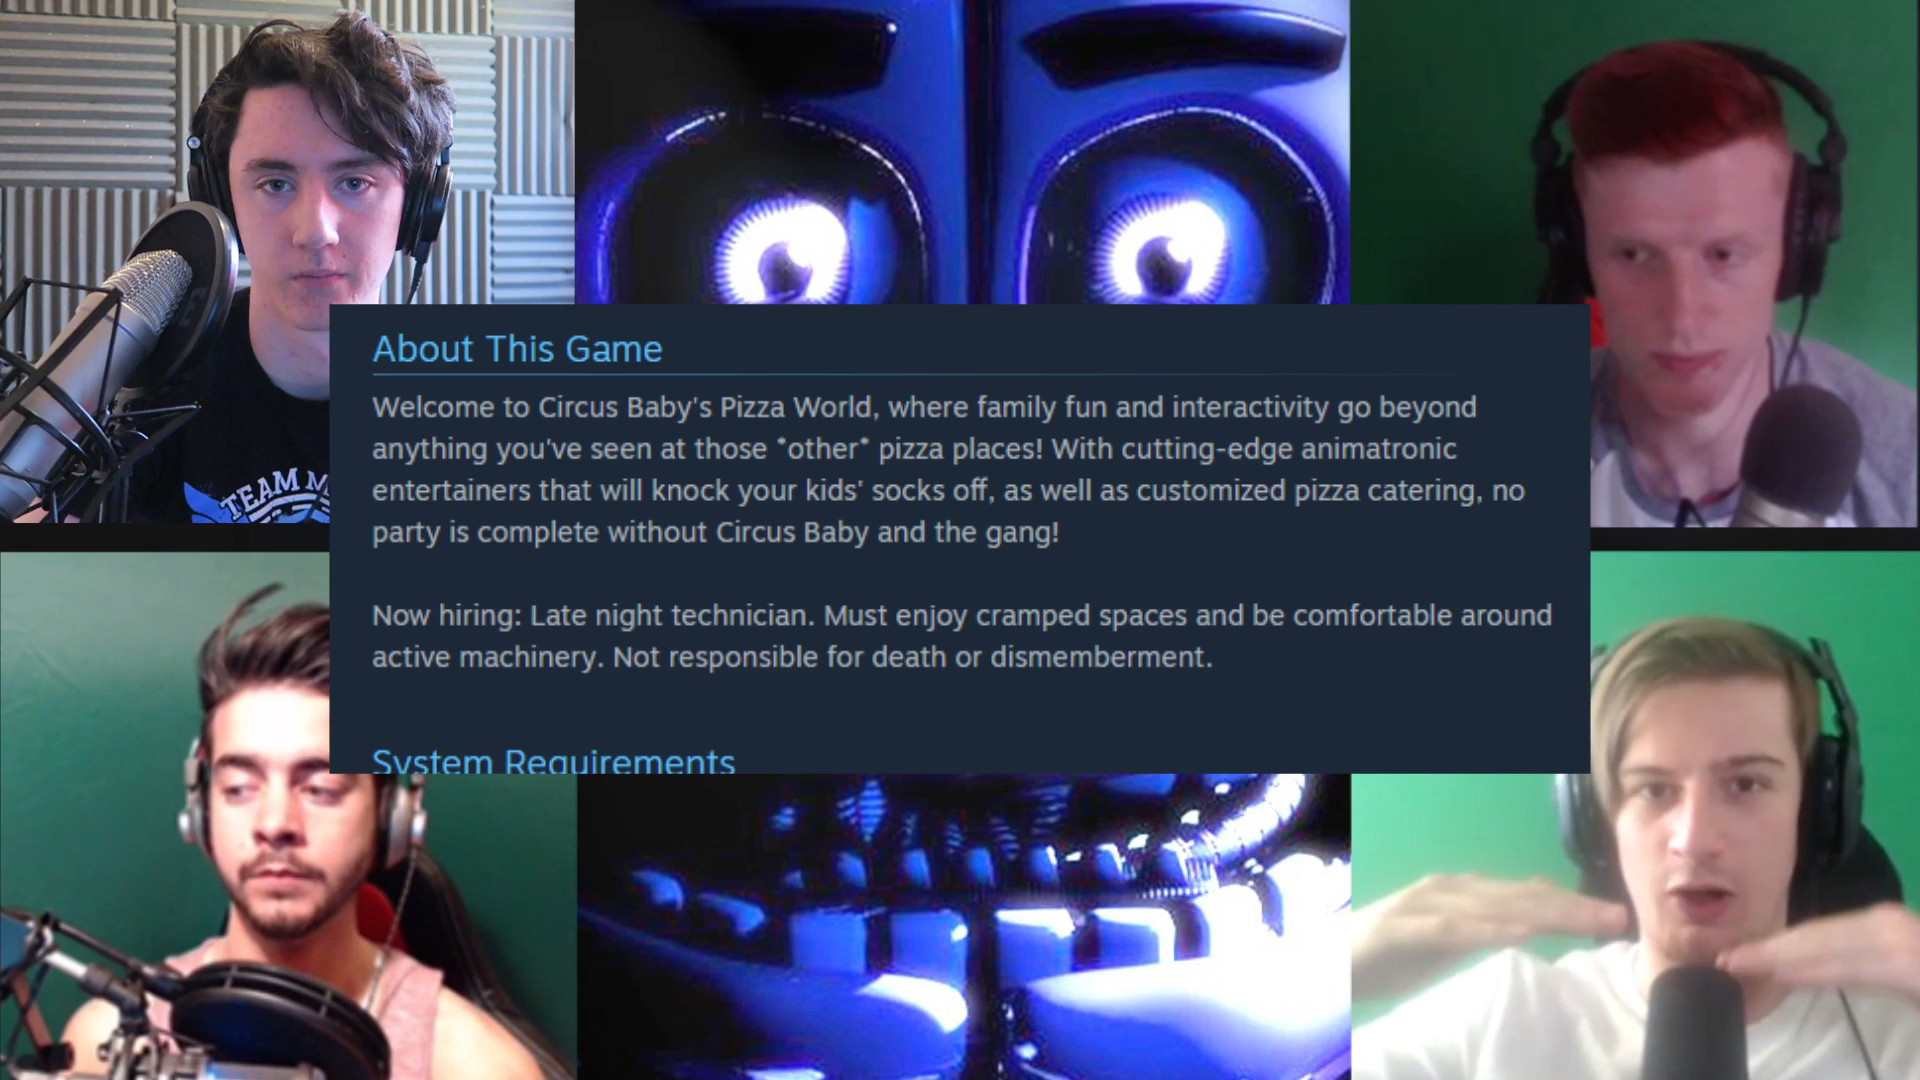 About This Game
Welcome to Circus Baby's Pizza World, where family fun and interactivity go beyond
anything you've seen at those *other* pizza places! With cutting-edge animatronic
entertainers that will knock your kids' socks off, as well as customized pizza catering, no
party is complete without Circus Baby and the gang!
Now hiring: Late night technician. Must enjoy cramped spaces and be comfortable around
active machinery. Not responsible for death or dismemberment.
System Requirements
TEAM